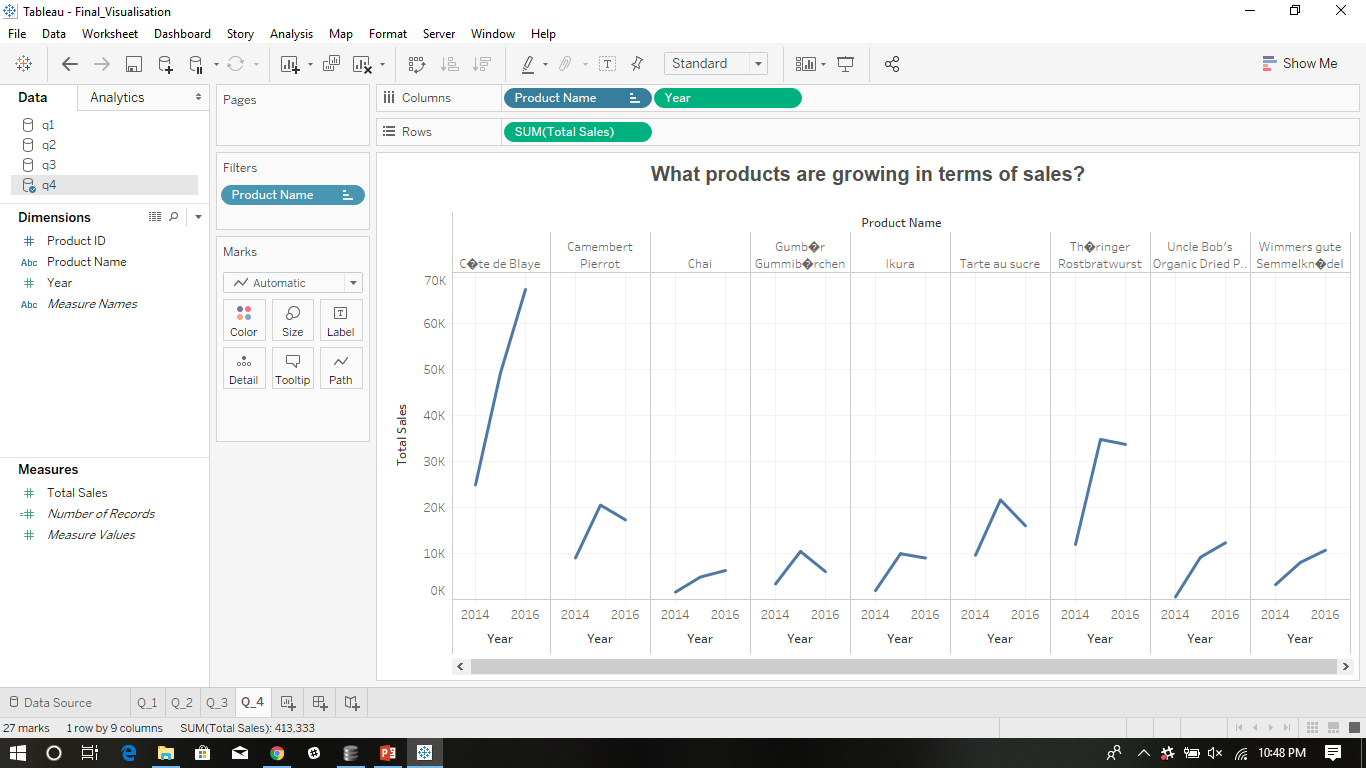 Tableau - Final_Visualisation
File Data Worksheet Dashboard Story Analysis Map Format Server Window Help
Standard
Show Me
Data Analytics
q1
q2
q3
q4
Dimensions
# Product ID
Abc Product Name
# Year
Abc Measure Names
Measures
# Total Sales
=# Number of Records
# Measure Values
Pages
Filters
Product Name
Marks
Automatic
Color Size Label
Detail Tooltip Path
Columns Product Name Year
Rows SUM(Total Sales)
What products are growing in terms of sales?
Product Name
Camembert Gumb�r Th�ringer Uncle Bob's Wimmers gute
C�te de Blaye Pierrot Chai Gummib�rchen Ikura Tarte au sucre Rostbratwurst Organic Dried P.. Semmelkn�del
70K
60K
50K
40K
30K
20K
10K
0K
Total Sales
2014 2016 2014 2016 2014 2016 2014 2016 2014 2016 2014 2016 2014 2016 2014 2016 2014 2016
Year Year Year Year Year Year Year Year Year
Data Source Q_1 Q_2 Q_3 Q_4
27 marks 1 row by 9 columns SUM(Total Sales): 413,333
10:48 PM